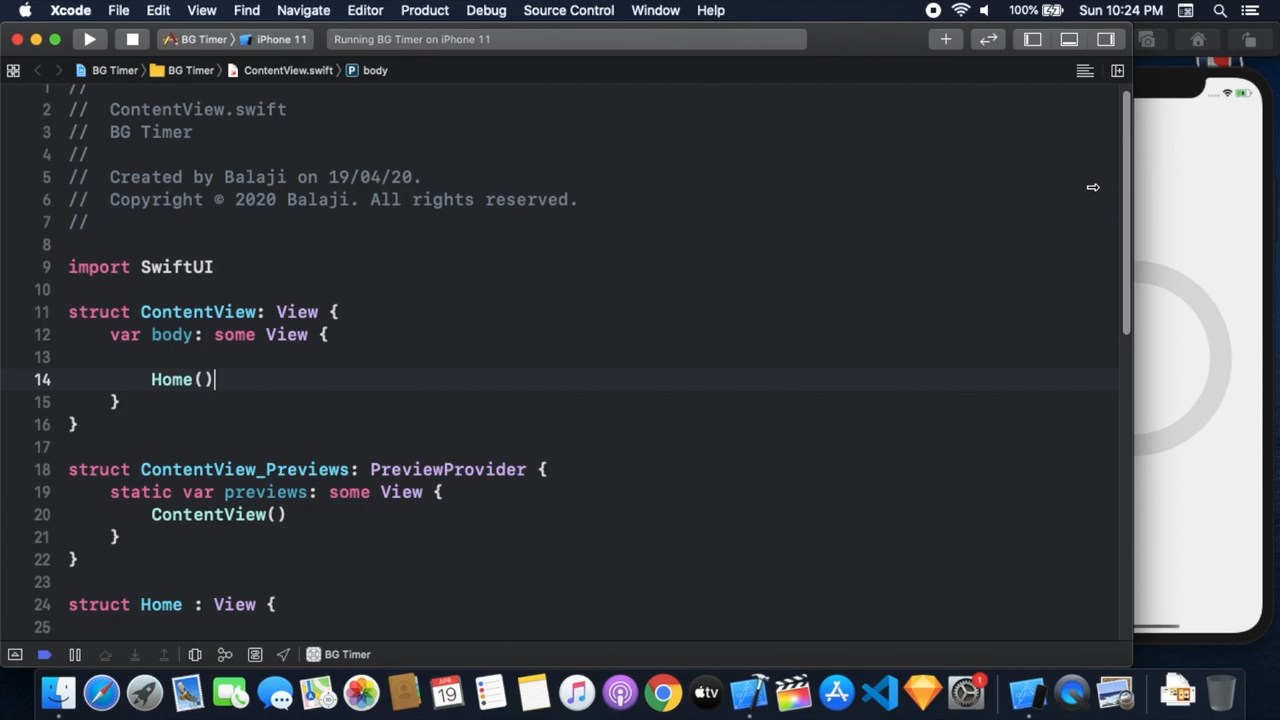 Xcode File Edit View Find Navigate Editor Product Debug Source Control Window Help 100% Sun 10:24 PM
BG Timer 〉 iPhone 11 Running BG Timer on iPhone 11
BG Timer 〉 BG Timer 〉 ContentView.swift 〉 P body
1 //
2 //  ContentView.swift
3 //  BG Timer
4 //
5 //  Created by Balaji on 19/04/20.
6 //  Copyright © 2020 Balaji. All rights reserved.
7 //
8
9 import SwiftUI
10
11 struct ContentView: View {
12     var body: some View {
13
14         Home()
15     }
16 }
17
18 struct ContentView_Previews: PreviewProvider {
19     static var previews: some View {
20         ContentView()
21     }
22 }
23
24 struct Home : View {
25
BG Timer
APR
19
tv
1